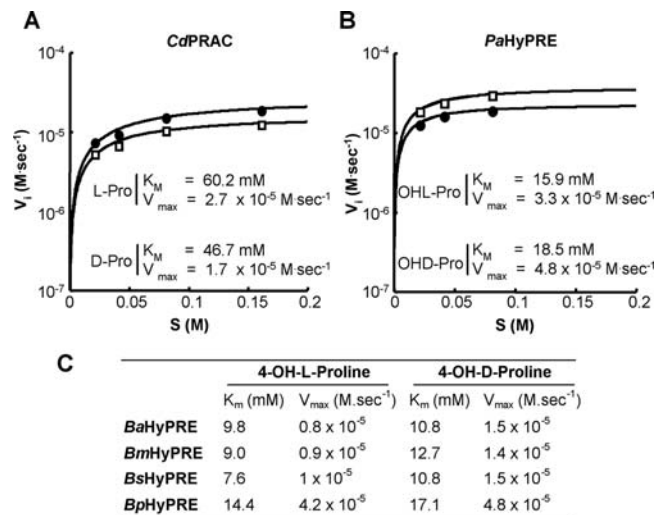 A CdPRAC
10⁻⁴
10⁻⁵
10⁻⁶
10⁻⁷
Vi (M·sec⁻¹)
L-Pro | KM = 60.2 mM
Vmax = 2.7 x 10⁻⁵ M·sec⁻¹
D-Pro | KM = 46.7 mM
Vmax = 1.7 x 10⁻⁵ M·sec⁻¹
0 0.05 0.1 0.15 0.2
S (M)
B PaHyPRE
10⁻⁴
10⁻⁵
10⁻⁶
10⁻⁷
Vi (M·sec⁻¹)
OHL-Pro | KM = 15.9 mM
Vmax = 3.3 x 10⁻⁵ M·sec⁻¹
OHD-Pro | KM = 18.5 mM
Vmax = 4.8 x 10⁻⁵ M·sec⁻¹
0 0.05 0.1 0.15 0.2
S (M)
C
4-OH-L-Proline 4-OH-D-Proline
Km (mM) Vmax (M.sec⁻¹) Km (mM) Vmax (M.sec⁻¹)
BaHyPRE 9.8 0.8 x 10⁻⁵ 10.8 1.5 x 10⁻⁵
BmHyPRE 9.0 0.9 x 10⁻⁵ 12.7 1.4 x 10⁻⁵
BsHyPRE 7.6 1 x 10⁻⁵ 10.8 1.5 x 10⁻⁵
BpHyPRE 14.4 4.2 x 10⁻⁵ 17.1 4.8 x 10⁻⁵